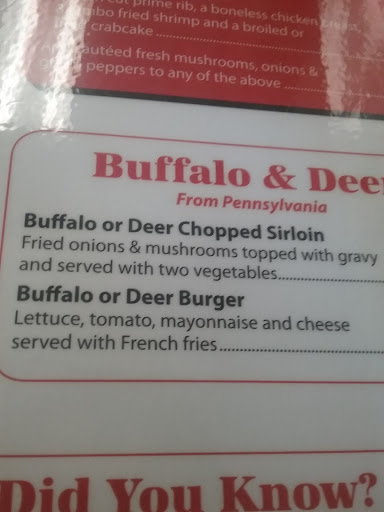 prime rib, a boneless chicken breast,
fried shrimp and a broiled or
crabcake
fresh mushrooms, onions &
peppers to any of the above
Buffalo & Deer
From Pennsylvania
Buffalo or Deer Chopped Sirloin
Fried onions & mushrooms topped with gravy
and served with two vegetables
Buffalo or Deer Burger
Lettuce, tomato, mayonnaise and cheese
served with French fries
Did You Know?